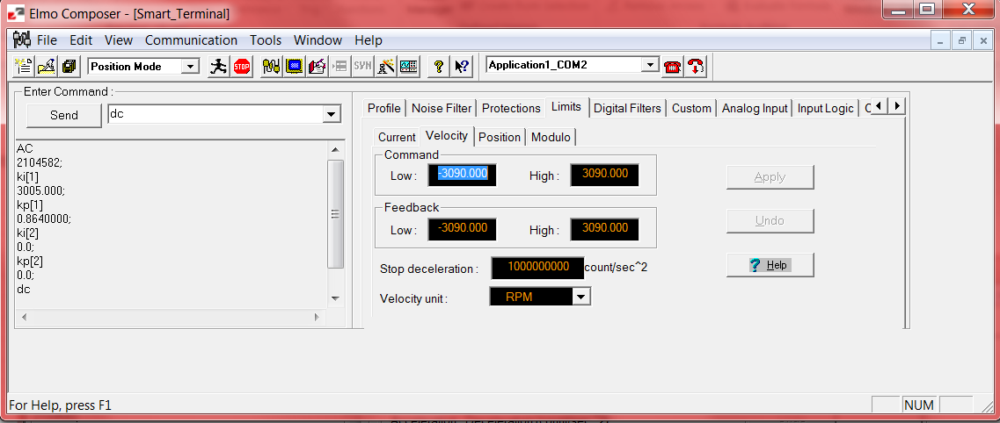 Elmo Composer - [Smart_Terminal]
File Edit View Communication Tools Window Help
Position Mode
STOP
SYN
Application1_COM2
Enter Command :
Send
dc
AC
2104582;
ki[1]
3005.000;
kp[1]
0.8640000;
ki[2]
0.0;
kp[2]
0.0;
dc
Profile Noise Filter Protections Limits Digital Filters Custom Analog Input Input Logic
Current Velocity Position Modulo
Command
Low : -3090.000 High : 3090.000
Feedback
Low : -3090.000 High : 3090.000
Stop deceleration : 1000000000 count/sec^2
Velocity unit : RPM
Apply
Undo
? Help
For Help, press F1
NUM